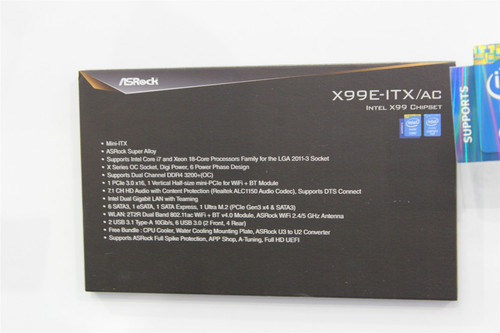 ASRock
X99E-ITX/ac
Intel X99 Chipset
• Mini-ITX
• ASRock Super Alloy
• Supports Intel Core i7 and Xeon 18-Core Processors Family for the LGA 2011-3 Socket
• X Series OC Socket, Digi Power, 6 Power Phase Design
• Supports Dual Channel DDR4 3200+(OC)
• 1 PCIe 3.0 x16, 1 Vertical Half-size mini-PCIe for WiFi + BT Module
• 7.1 CH HD Audio with Content Protection (Realtek ALC1150 Audio Codec), Supports DTS Connect
• Intel Dual Gigabit LAN with Teaming
• 6 SATA3, 1 eSATA, 1 SATA Express, 1 Ultra M.2 (PCIe Gen3 x4 & SATA3)
• WLAN: 2T2R Dual Band 802.11ac WiFi + BT v4.0 Module, ASRock WiFi 2.4/5 GHz Antenna
• 2 USB 3.1 Type-A 10Gb/s, 6 USB 3.0 (2 Front, 4 Rear)
• Free Bundle : CPU Cooler, Water Cooling Mounting Plate, ASRock U3 to U2 Converter
• Supports ASRock Full Spike Protection, APP Shop, A-Tuning, Full HD UEFI
SUPPORTS